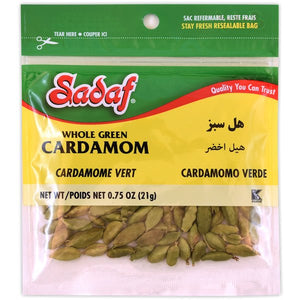 TEAR HERE • COUPER ICI
SAC REFERMABLE, RESTE FRAIS
STAY FRESH RESEALABLE BAG
Quality You Can Trust
Sadaf
WHOLE GREEN
CARDAMOM
هل سبز
هيل اخضر
CARDAMOME VERT
CARDAMOMO VERDE
NET WT/POIDS NET 0.75 OZ (21g)